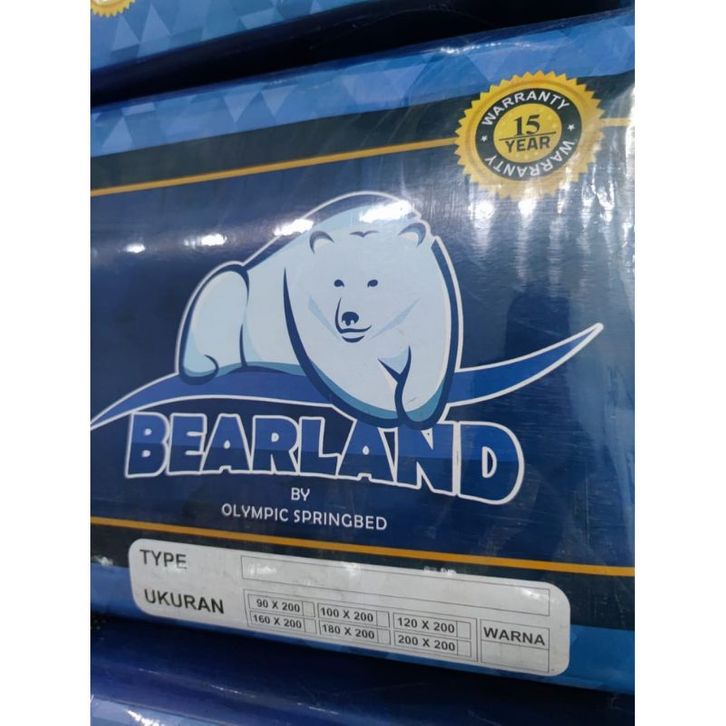 WARRANTY
15
YEAR
WARRANTY
BEARLAND
BY
OLYMPIC SPRINGBED
TYPE
UKURAN
90 X 200 100 X 200 120 X 200
160 X 200 180 X 200 200 X 200
WARNA